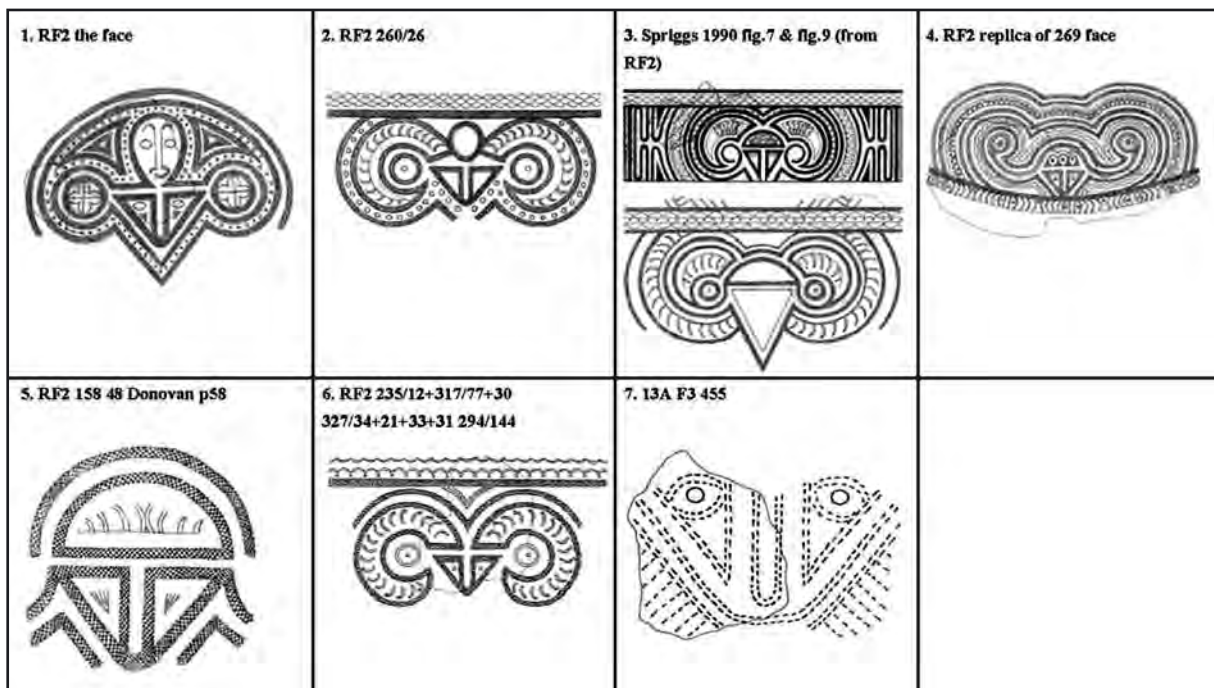 1. RF2 the face
2. RF2 260/26
3. Spriggs 1990 fig.7 & fig.9 (from
RF2)
4. RF2 replica of 269 face
5. RF2 158 48 Donovan p58
6. RF2 235/12+317/77+30
327/34+21+33+31 294/144
7. 13A F3 455